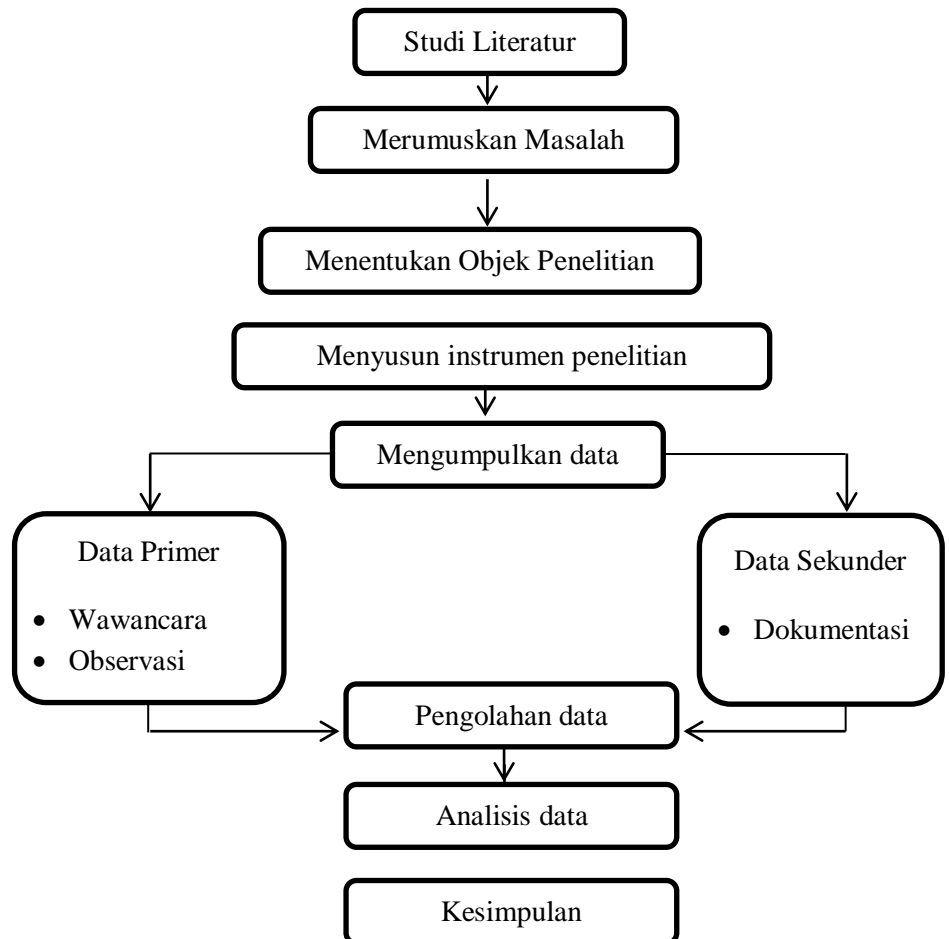 Studi Literatur
Merumuskan Masalah
Menentukan Objek Penelitian
Menyusun instrumen penelitian
Mengumpulkan data
Data Primer
• Wawancara
• Observasi
Data Sekunder
• Dokumentasi
Pengolahan data
Analisis data
Kesimpulan